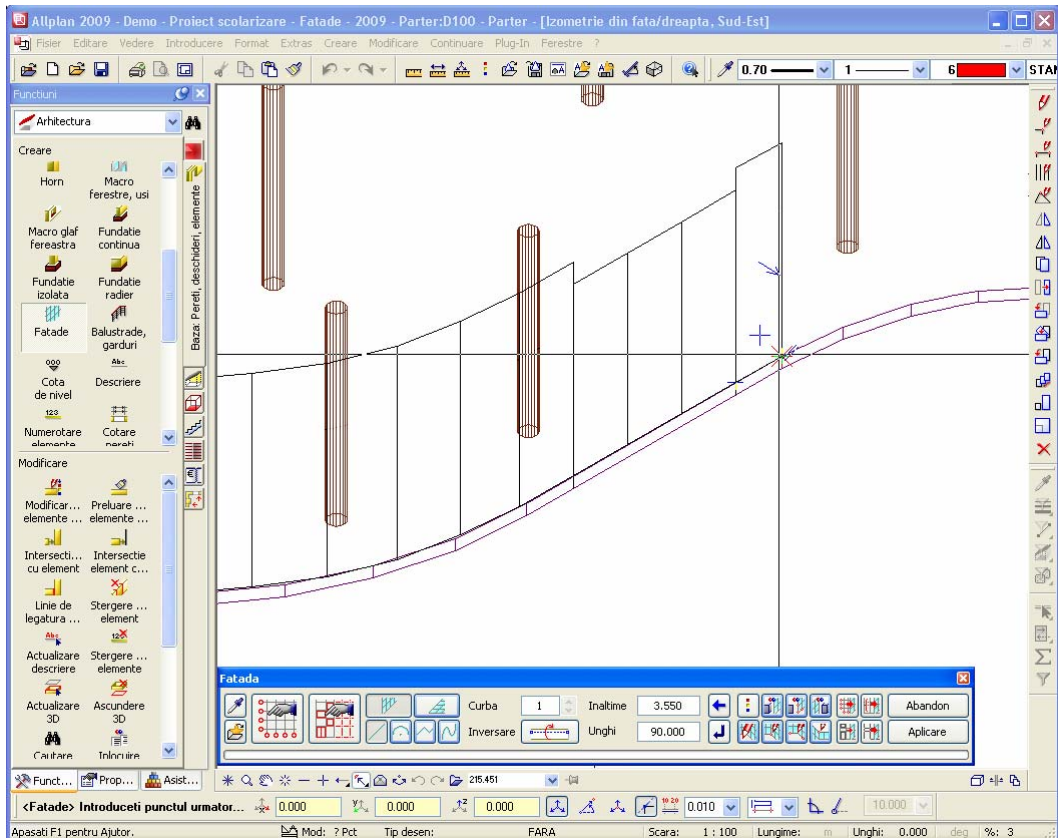 Allplan 2009 - Demo - Proiect scolarizare - Fatade - 2009 - Parter:D100 - Parter - [Izometrie din fata/dreapta, Sud-Est]
Fisier Editare Vedere Introducere Format Extras Creare Modificare Continuare Plug-In Ferestre ?
0.70 1 6 STAN
Functiuni
Arhitectura
Creare
Horn Macro ferestre, usi
Macro glaf fereastra Fundatie continua
Fundatie izolata Fundatie radier
Fatade Balustrade, garduri
Cota de nivel Abc Descriere
123 Numerotare elemente Cotare pereti
Baza: Pereti, deschideri, elemente
Modificare
Modificar... elemente ... Preluare ... elemente ...
Intersecti... cu element Intersectie element c...
Linie de legatura ... Stergere ... element
Abc Actualizare descriere Stergere ... elemente
Actualizare 3D Ascundere 3D
Cautare Inlocuire
Funct... Prop... Asist...
Fatada
Curba 1 Inaltime 3.550 Abandon
Inversare Unghi 90.000 Aplicare
215.451
<Fatade> Introduceti punctul urmator... 0.000 0.000 0.000 0.010 10.000
Apasati F1 pentru Ajutor. Mod: ? Pct Tip desen: FARA Scara: 1 : 100 Lungime: m Unghi: 0.000 deg %: 3